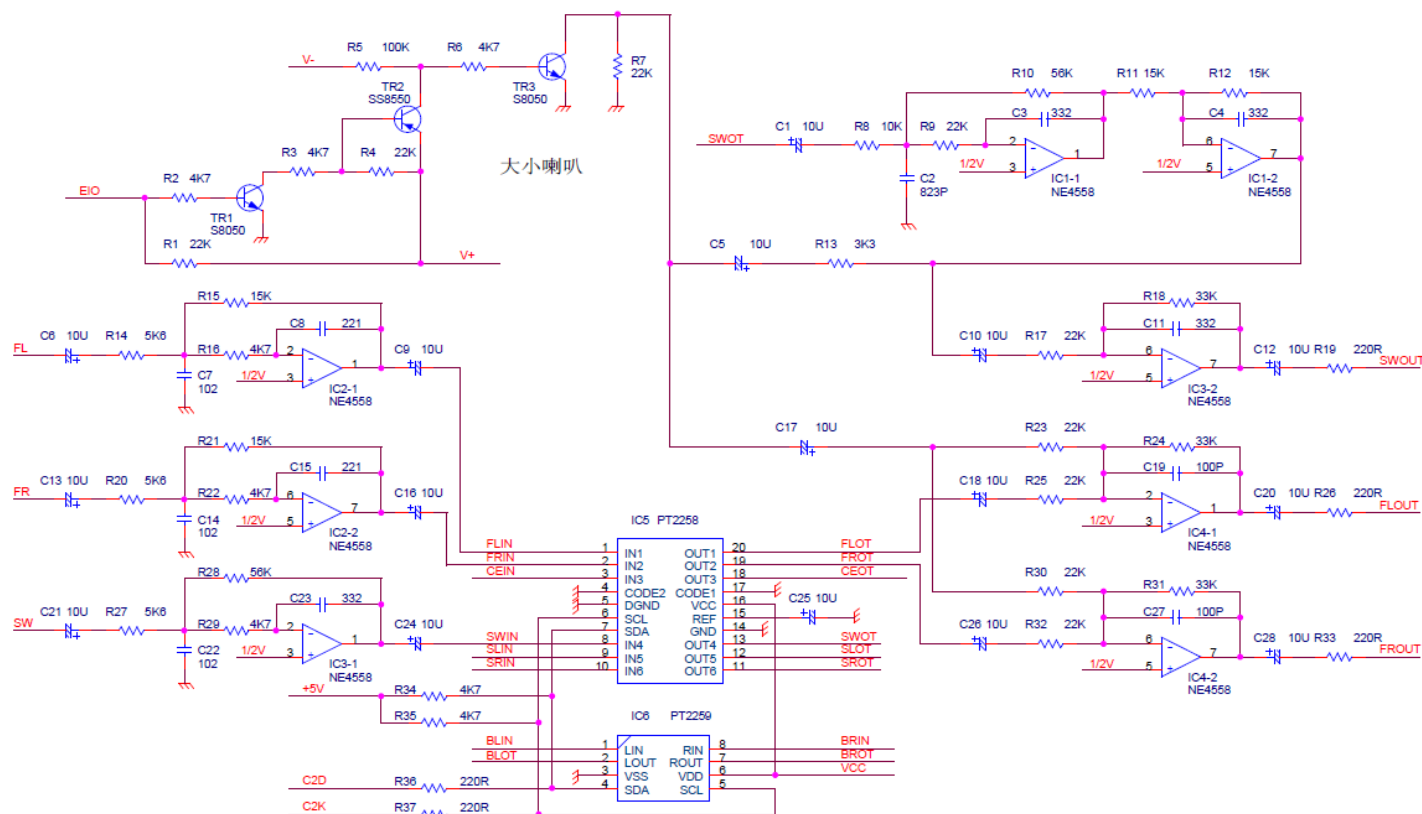 R5 100K
R6 4K7
V-
TR3
S8050
R7
22K
TR2
SS8550
R3 4K7
R4 22K
大小喇叭
EIO
R2 4K7
TR1
S8050
R1 22K
V+
R10 56K
R11 15K
R12 15K
C3 332
C4 332
C1 10U
R8 10K
R9 22K
SWOT
1/2V
2
3
1
IC1-1
NE4558
1/2V
6
5
7
IC1-2
NE4558
C2
823P
C5 10U
R13 3K3
R15 15K
C8 221
C6 10U
R14 5K6
FL
R16 4K7
C7
102
1/2V
2
3
1
IC2-1
NE4558
C9 10U
R18 33K
C11 332
C10 10U
R17 22K
1/2V
6
5
7
IC3-2
NE4558
C12 10U
R19 220R
SWOUT
R21 15K
C15 221
C13 10U
R20 5K6
FR
R22 4K7
C14
102
1/2V
6
5
7
IC2-2
NE4558
C16 10U
C17 10U
R23 22K
R24 33K
C19 100P
C18 10U
R25 22K
1/2V
2
3
1
IC4-1
NE4558
C20 10U
R26 220R
FLOUT
R28 56K
C23 332
C21 10U
R27 5K6
SW
R29 4K7
C22
102
1/2V
2
3
1
IC3-1
NE4558
C24 10U
IC5 PT2258
FLIN 1 IN1 OUT1 20 FLOT
FRIN 2 IN2 OUT2 19 FROT
CEIN 3 IN3 OUT3 18 CEOT
4 CODE2 CODE1 17
5 DGND VCC 16
6 SCL REF 15
7 SDA GND 14
SWIN 8 IN4 OUT4 13 SWOT
SLIN 9 IN5 OUT5 12 SLOT
SRIN 10 IN6 OUT6 11 SROT
C25 10U
R30 22K
R31 33K
C27 100P
C26 10U
R32 22K
1/2V
6
5
7
IC4-2
NE4558
C28 10U
R33 220R
FROUT
+5V
R34 4K7
R35 4K7
IC6 PT2259
BLIN 1 LIN RIN 8 BRIN
BLOT 2 LOUT ROUT 7 BROT
3 VSS VDD 6 VCC
4 SDA SCL 5
C2D R36 220R
C2K R37 220R